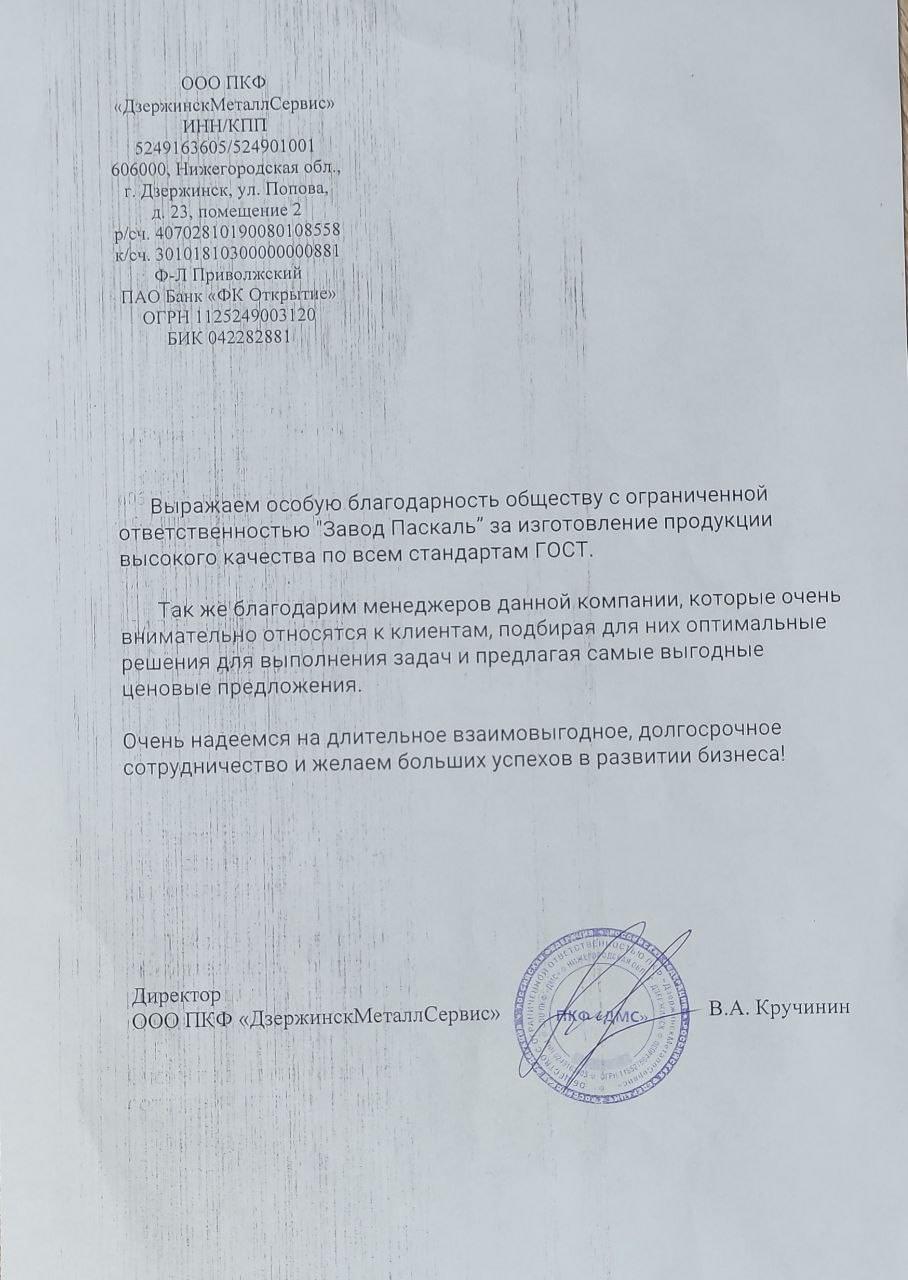 ООО ПКФ
«ДзержинскМеталлСервис»
ИНН/КПП
5249163605/524901001
606000, Нижегородская обл.,
г. Дзержинск, ул. Попова,
д. 23, помещение 2
р/сч. 40702810190080108558
к/сч. 30101810300000000881
Ф-Л Приволжский
ПАО Банк «ФК Открытие»
ОГРН 1125249003120
БИК 042282881
Выражаем особую благодарность обществу с ограниченной
ответственностью "Завод Паскаль” за изготовление продукции
высокого качества по всем стандартам ГОСТ.
Так же благодарим менеджеров данной компании, которые очень
внимательно относятся к клиентам, подбирая для них оптимальные
решения для выполнения задач и предлагая самые выгодные
ценовые предложения.
Очень надеемся на длительное взаимовыгодное, долгосрочное
сотрудничество и желаем больших успехов в развитии бизнеса!
Директор
ООО ПКФ «ДзержинскМеталлСервис»
ПКФ «ДМС»
В.А. Кручинин